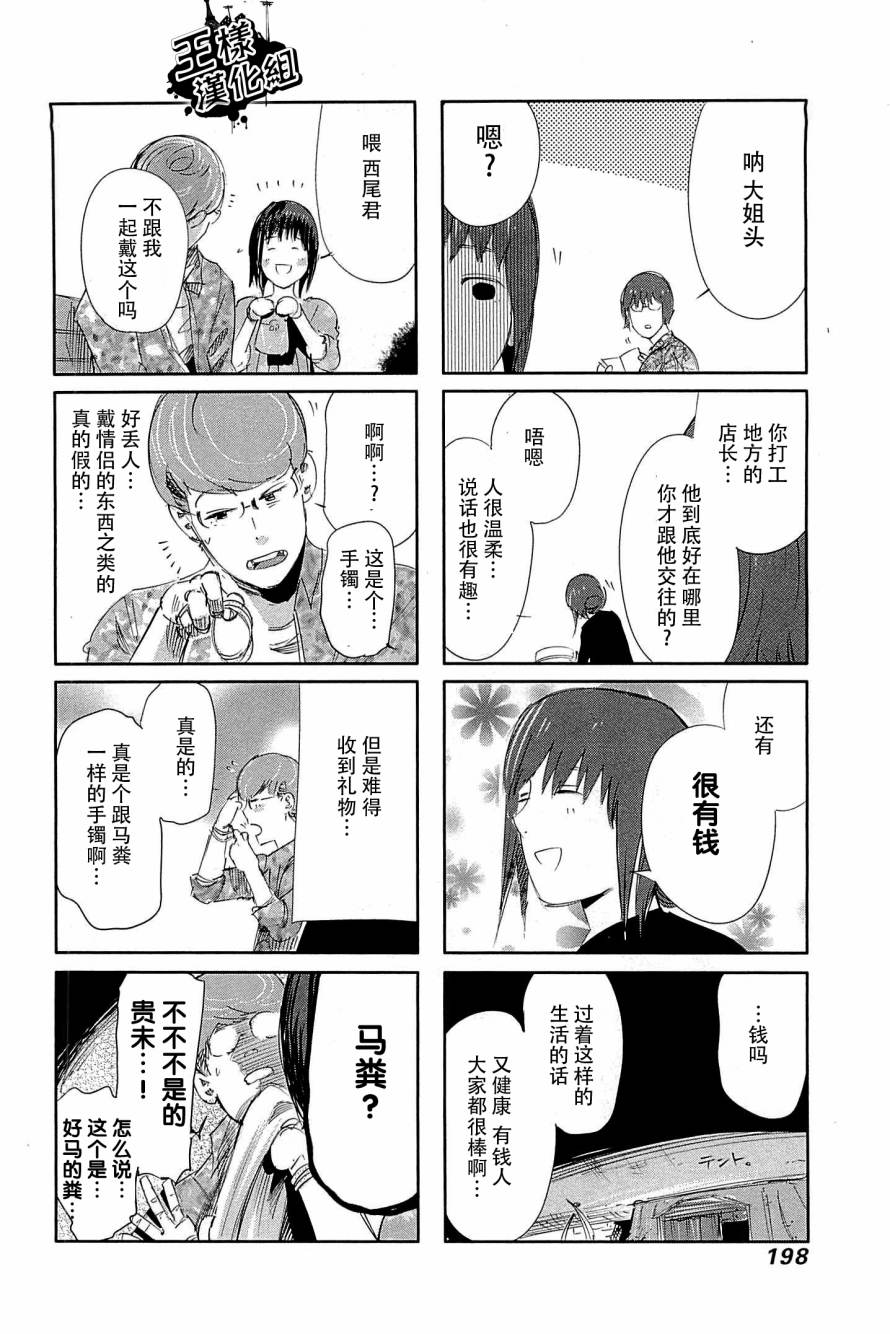 王様
漢化組
呐 大姐头
嗯?
你打工
地方的
店长…
他到底好在哪里
你才跟他交往的?
唔嗯
人很温柔…
说话也很有趣…
还有
很有钱
…钱吗
过着这样的
生活的话
又健康 有钱人
大家都很棒啊…
テント。
喂 西尾君
不跟我
一起戴这个吗
啊啊…?
这是个…
手镯…
好丢人…
戴情侣的东西之类的
真的假的…
但是难得
收到礼物…
真是的…
真是个跟马粪
一样的手镯啊…
马粪?
不不不是的
贵未…!
怎么说…
这个是…
好马的粪…
198